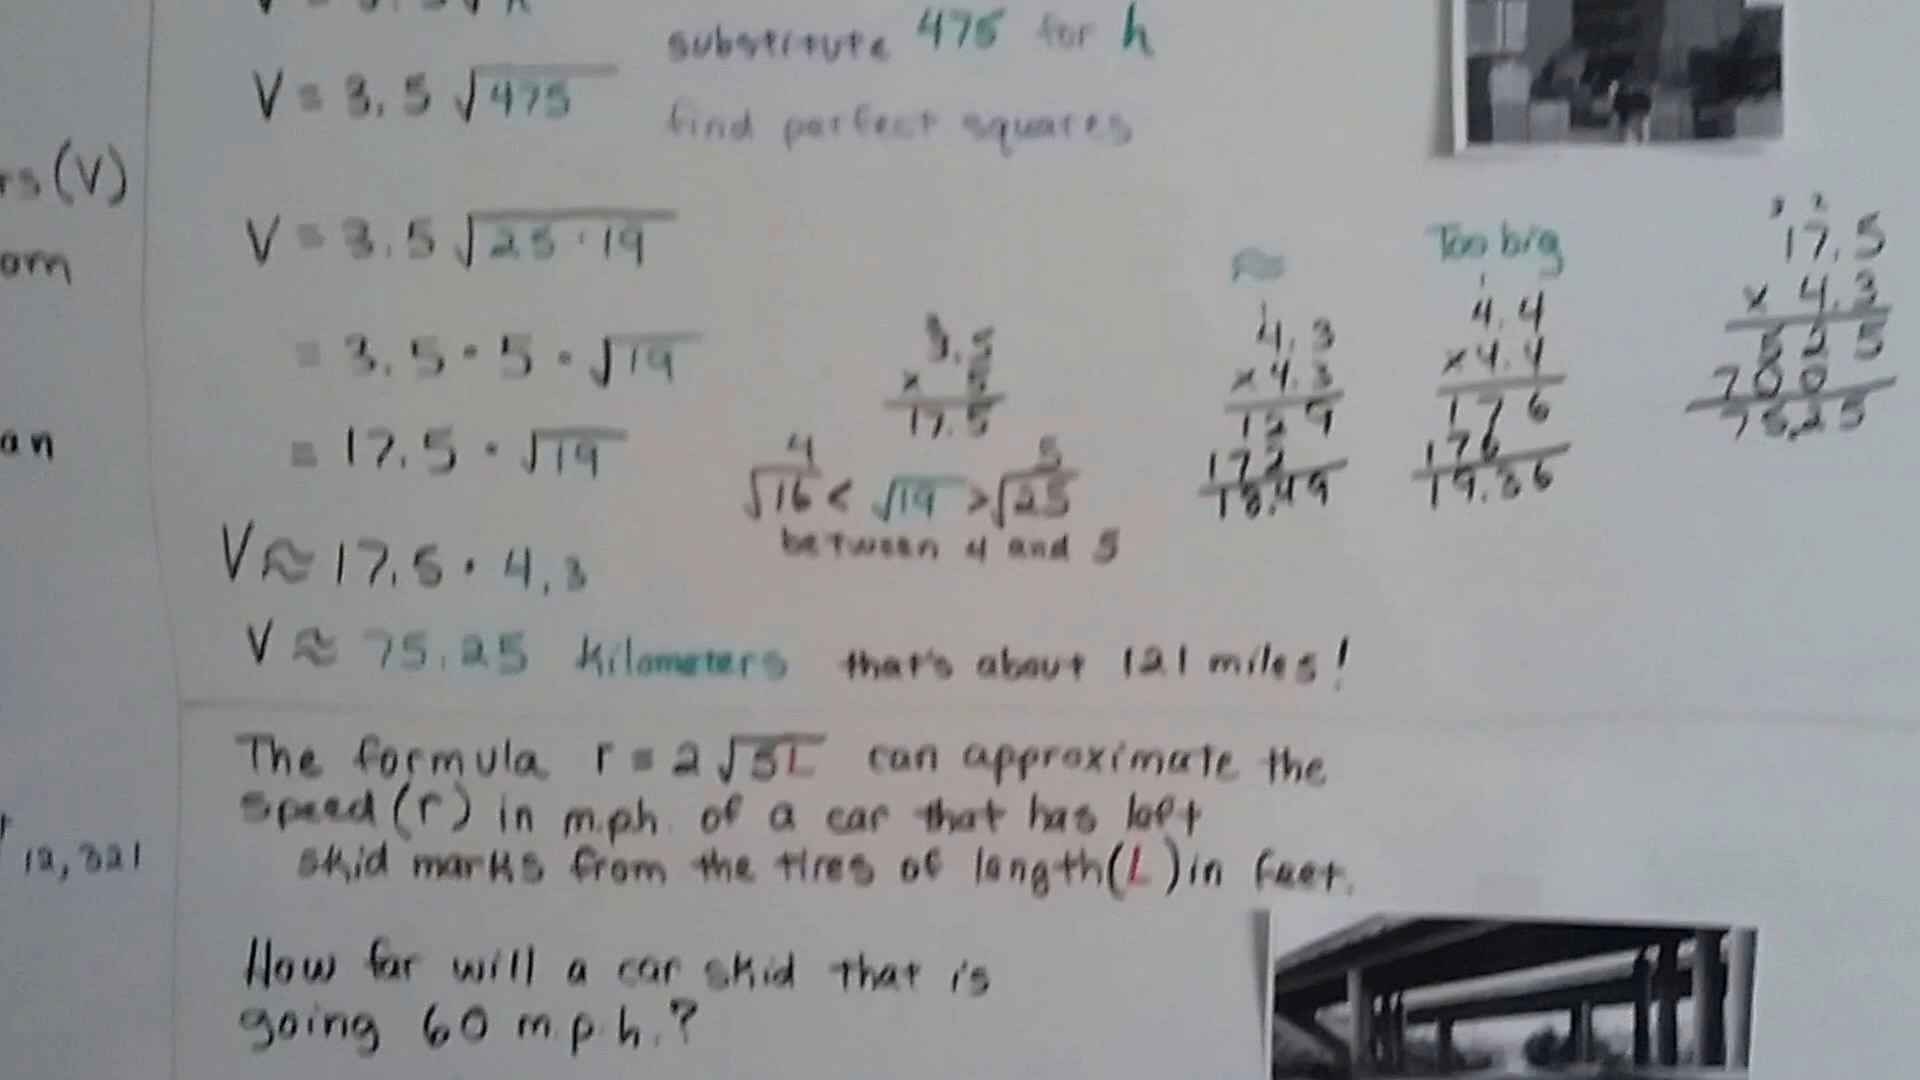 substitute 475 for h
V = 3.5 √475
find perfect squares
rs (V)
om
an
12,321
V = 3.5 √25 · 19
= 3.5 · 5 · √19
= 17.5 · √19
3.5
× 5
17.5
4 5
√16 < √19 > √25
between 4 and 5
≈
1
4.3
× 4.3
129
172
18.49
Too big
1
4.4
× 4.4
176
176
19.36
17.5
× 4.3
525
700
75.25
V ≈ 17.5 · 4.3
V ≈ 75.25 kilometers that's about 121 miles!
The formula r = 2 √5L can approximate the
speed (r) in m.p.h. of a car that has left
skid marks from the tires of length (L) in feet.
How far will a car skid that is
going 60 m.p.h.?